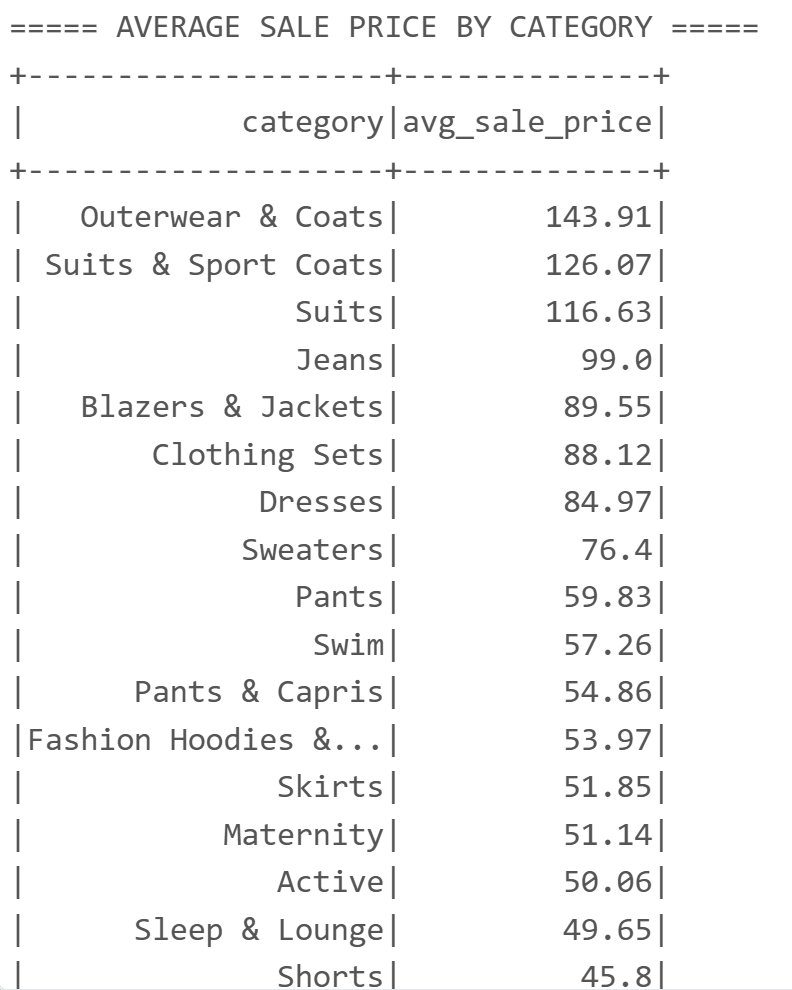 ===== AVERAGE SALE PRICE BY CATEGORY =====
+--------------------+--------------+
|            category|avg_sale_price|
+--------------------+--------------+
|   Outerwear & Coats|        143.91|
| Suits & Sport Coats|        126.07|
|               Suits|        116.63|
|               Jeans|          99.0|
|   Blazers & Jackets|         89.55|
|       Clothing Sets|         88.12|
|             Dresses|         84.97|
|            Sweaters|          76.4|
|               Pants|         59.83|
|                Swim|         57.26|
|      Pants & Capris|         54.86|
|Fashion Hoodies &...|         53.97|
|              Skirts|         51.85|
|           Maternity|         51.14|
|              Active|         50.06|
|      Sleep & Lounge|         49.65|
|              Shorts|          45.8|